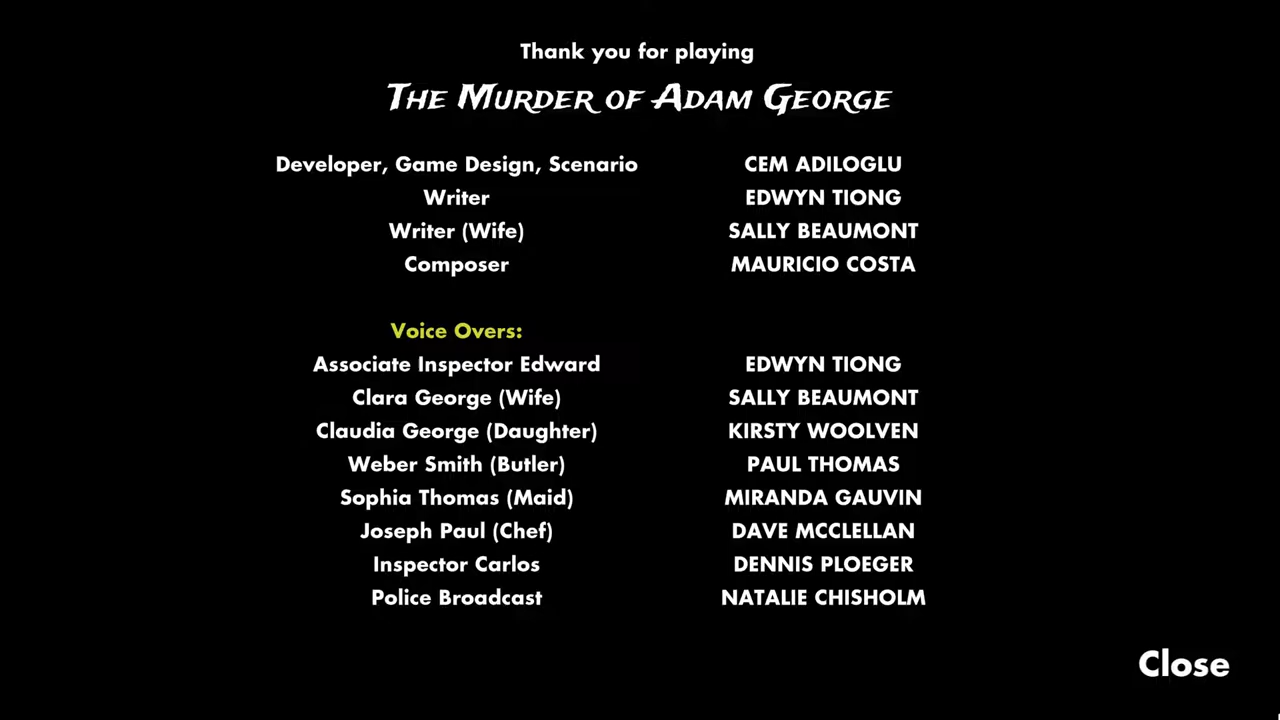 Thank you for playing
THE MURDER OF ADAM GEORGE
Developer, Game Design, Scenario CEM ADILOGLU
Writer EDWYN TIONG
Writer (Wife) SALLY BEAUMONT
Composer MAURICIO COSTA
Voice Overs:
Associate Inspector Edward EDWYN TIONG
Clara George (Wife) SALLY BEAUMONT
Claudia George (Daughter) KIRSTY WOOLVEN
Weber Smith (Butler) PAUL THOMAS
Sophia Thomas (Maid) MIRANDA GAUVIN
Joseph Paul (Chef) DAVE MCCLELLAN
Inspector Carlos DENNIS PLOEGER
Police Broadcast NATALIE CHISHOLM
Close